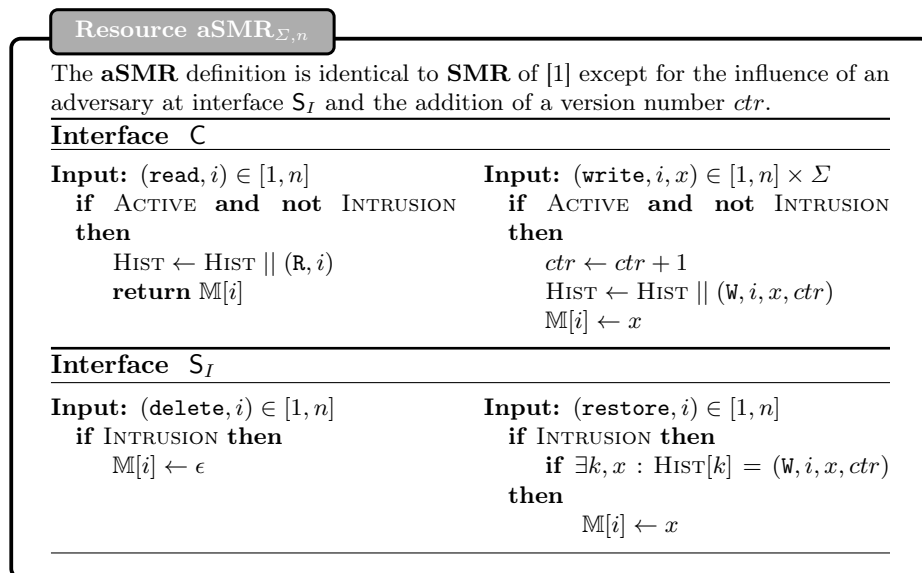 Resource aSMR_{Σ,n}
The aSMR definition is identical to SMR of [1] except for the influence of an
adversary at interface S_I and the addition of a version number ctr.
Interface C
Input: (read, i) ∈ [1, n]
if ACTIVE and not INTRUSION
then
HIST ← HIST || (R, i)
return 𝕄[i]
Input: (write, i, x) ∈ [1, n] × Σ
if ACTIVE and not INTRUSION
then
ctr ← ctr + 1
HIST ← HIST || (W, i, x, ctr)
𝕄[i] ← x
Interface S_I
Input: (delete, i) ∈ [1, n]
if INTRUSION then
𝕄[i] ← ϵ
Input: (restore, i) ∈ [1, n]
if INTRUSION then
if ∃k, x : HIST[k] = (W, i, x, ctr)
then
𝕄[i] ← x